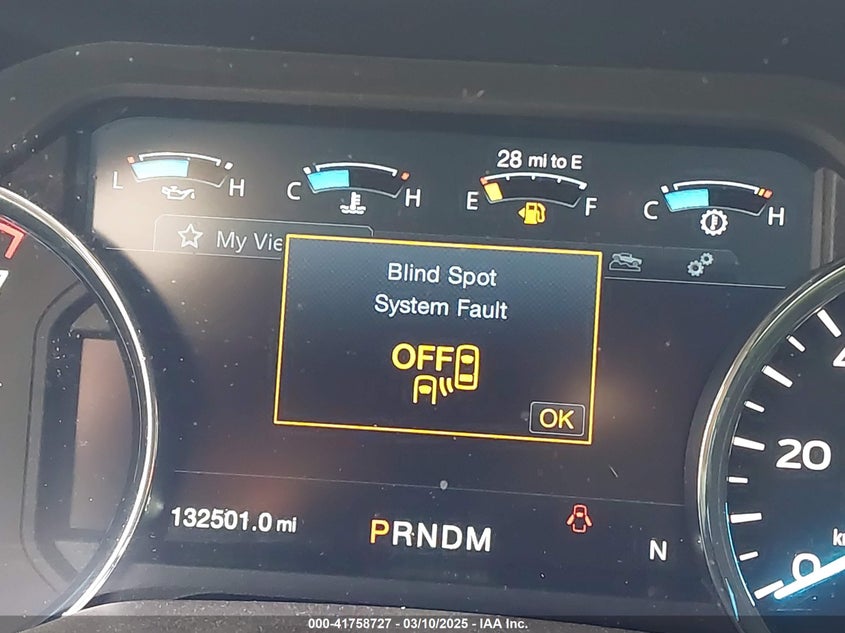 28 mi to E
L H
C H
E F
C H
My Vie
Blind Spot
System Fault
OFF
OK
20
0
132501.0 mi
PRNDM
N
000-41758727 - 03/10/2025 - IAA Inc.